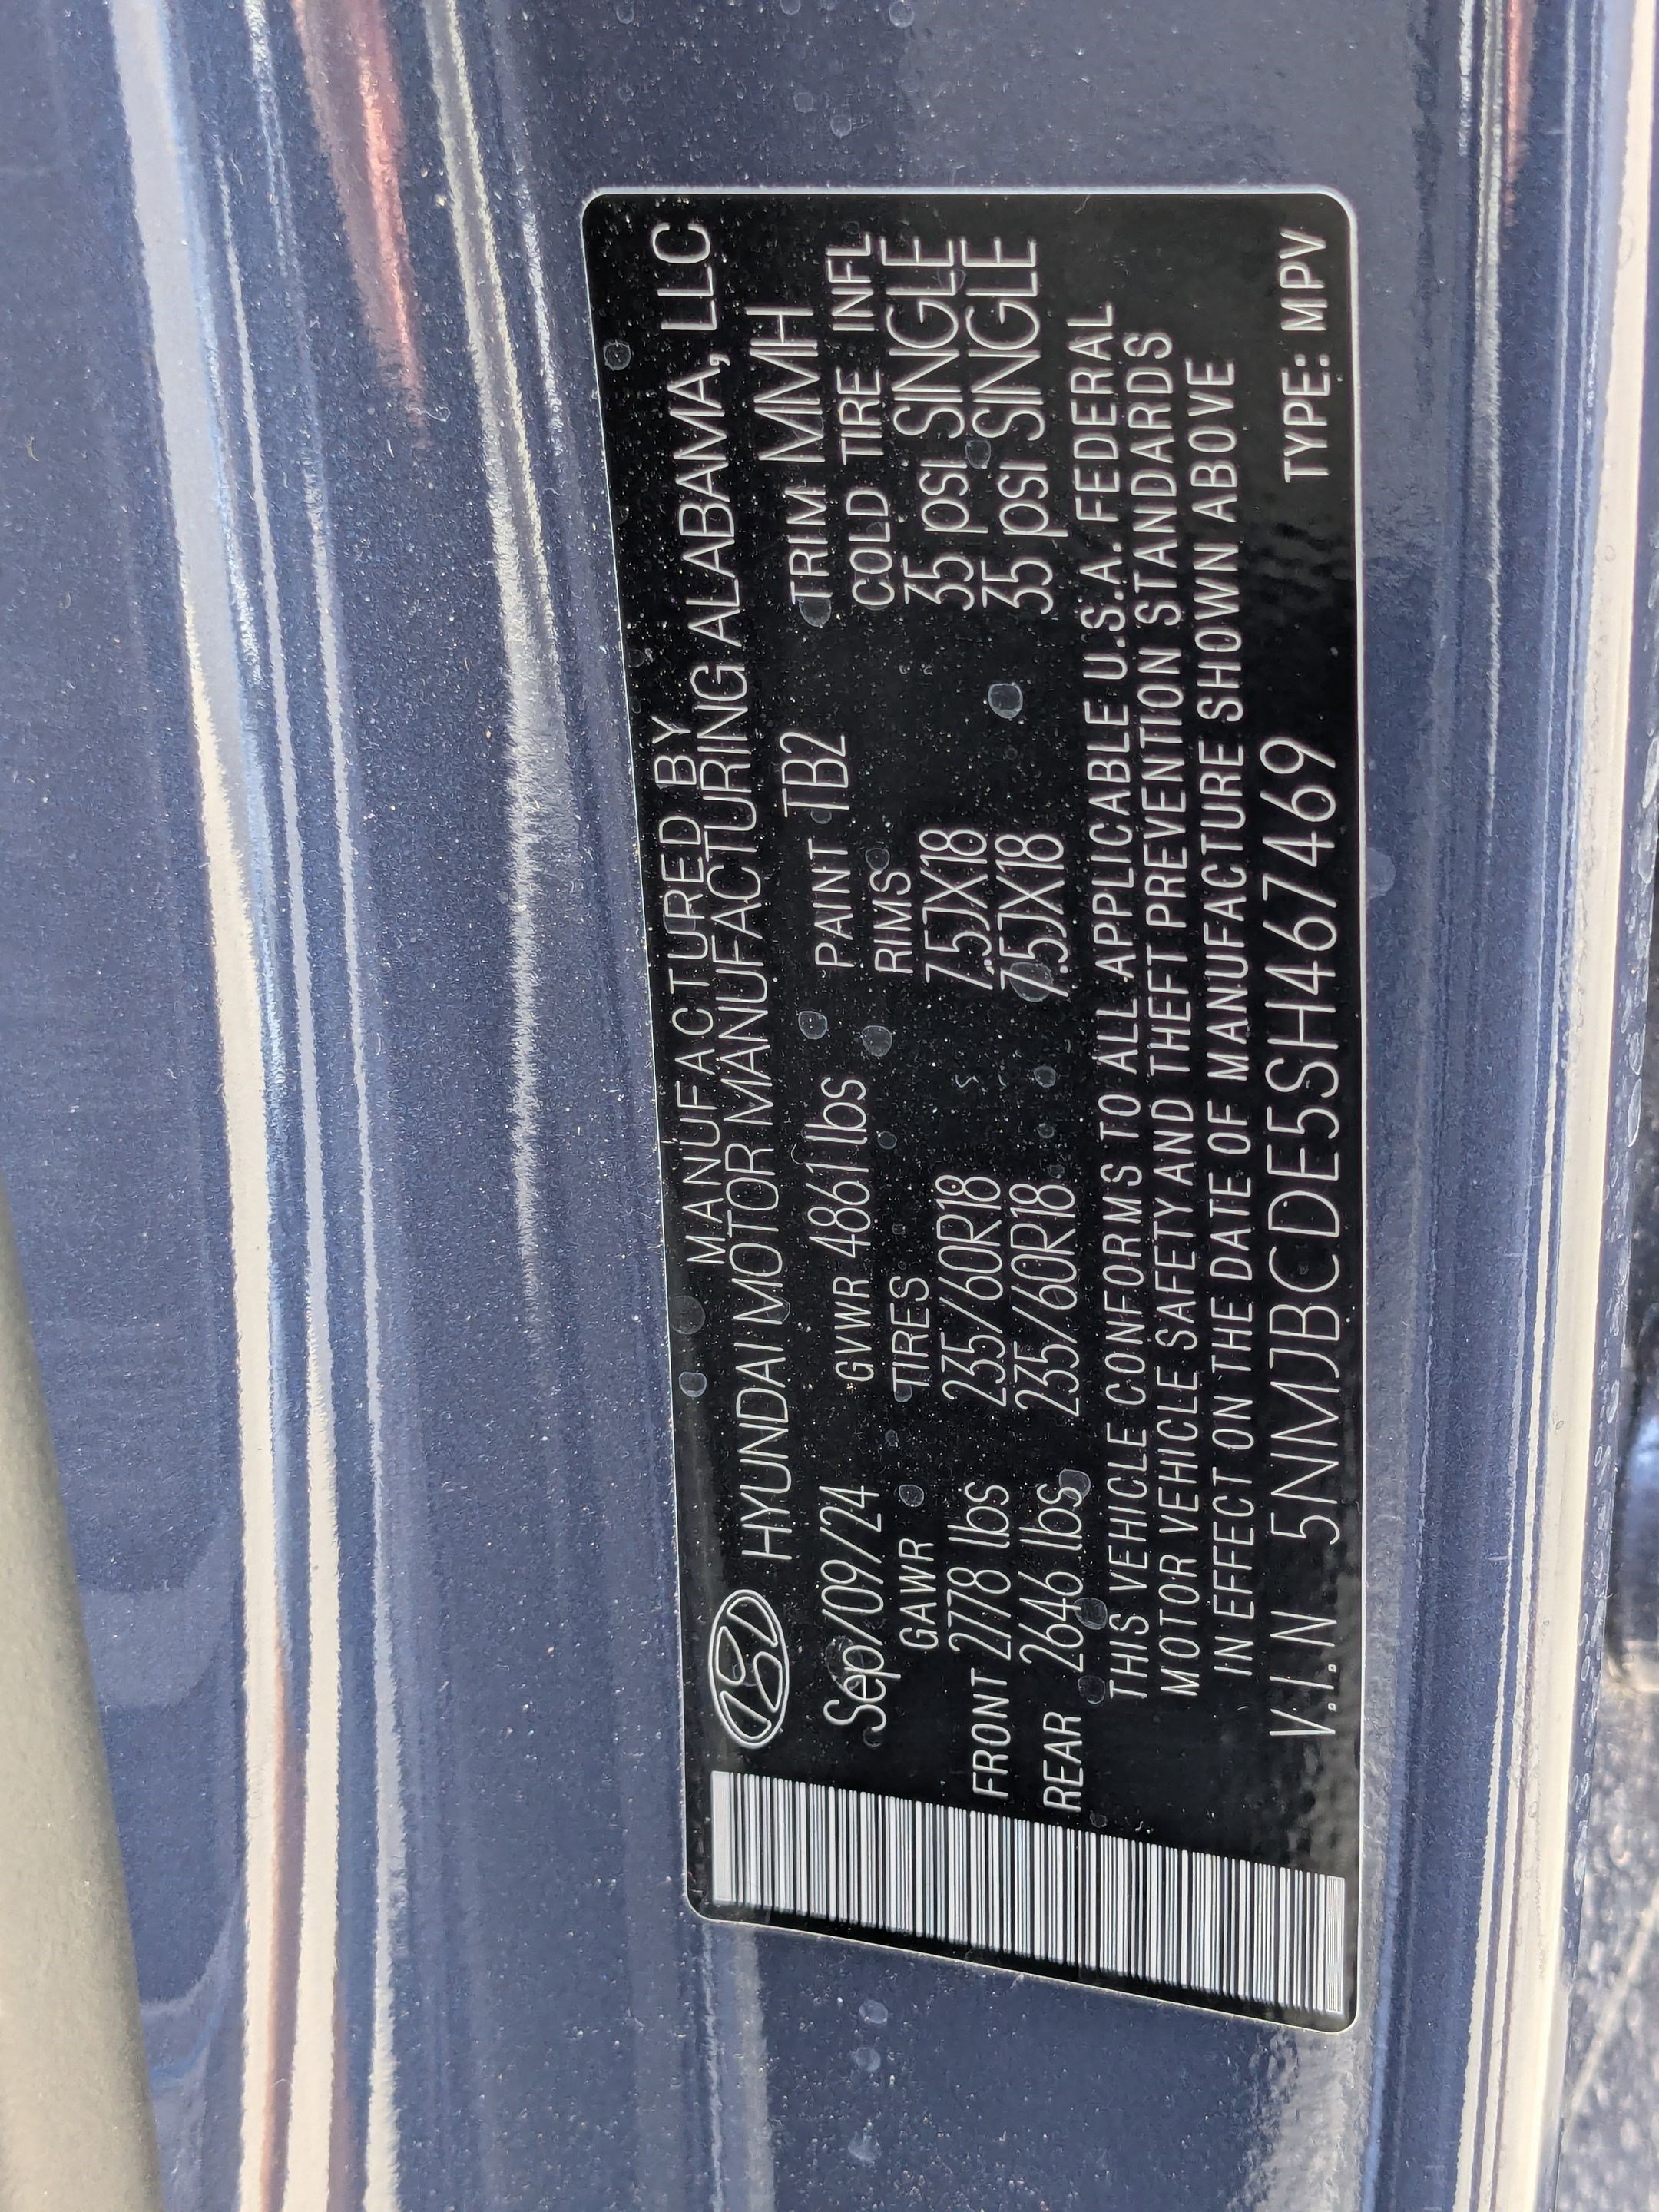 MANUFACTURED BY
HYUNDAI MOTOR MANUFACTURING ALABAMA, LLC
Sep/09/24 GVWR 4861 lbs PAINT TB2 TRIM MMH
GAWR TIRES RIMS COLD TIRE INFL
FRONT 2778 lbs 235/60R18 7.5JX18 35 psi SINGLE
REAR 2646 lbs 235/60R18 7.5JX18 35 psi SINGLE
THIS VEHICLE CONFORMS TO ALL APPLICABLE U.S.A. FEDERAL
MOTOR VEHICLE SAFETY AND THEFT PREVENTION STANDARDS
IN EFFECT ON THE DATE OF MANUFACTURE SHOWN ABOVE
V.I.N 5NMJBCDE5SH467469 TYPE: MPV